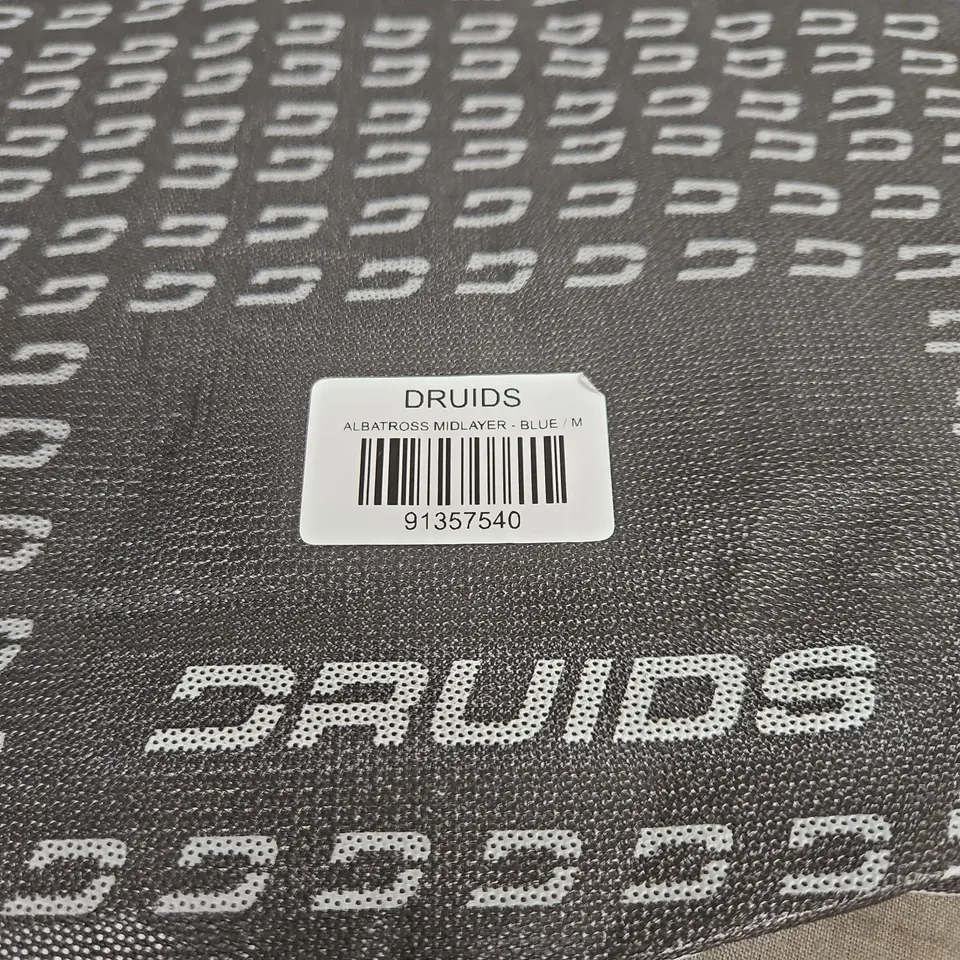 DRUIDS
ALBATROSS MIDLAYER - BLUE / M
91357540
DRUIDS